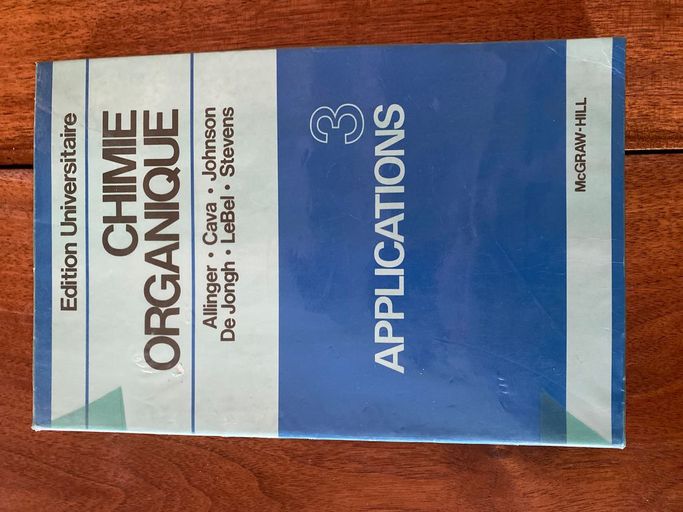 Edition Universitaire
CHIMIE
ORGANIQUE
Allinger · Cava · Johnson
De Jongh · LeBel · Stevens
3
APPLICATIONS
McGRAW-HILL